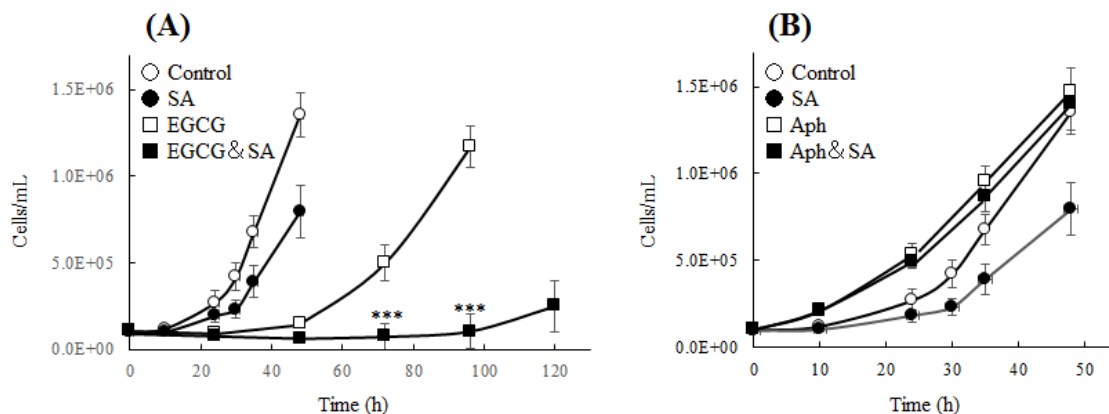 (A)
Control
SA
EGCG
EGCG&SA
1.5E+06
1.0E+06
5.0E+05
0.0E+00
Cells/mL
*** ***
0 20 40 60 80 100 120
Time (h)
(B)
Control
SA
Aph
Aph&SA
1.5E+06
1.0E+06
5.0E+05
0.0E+00
Cells/mL
0 10 20 30 40 50
Time (h)